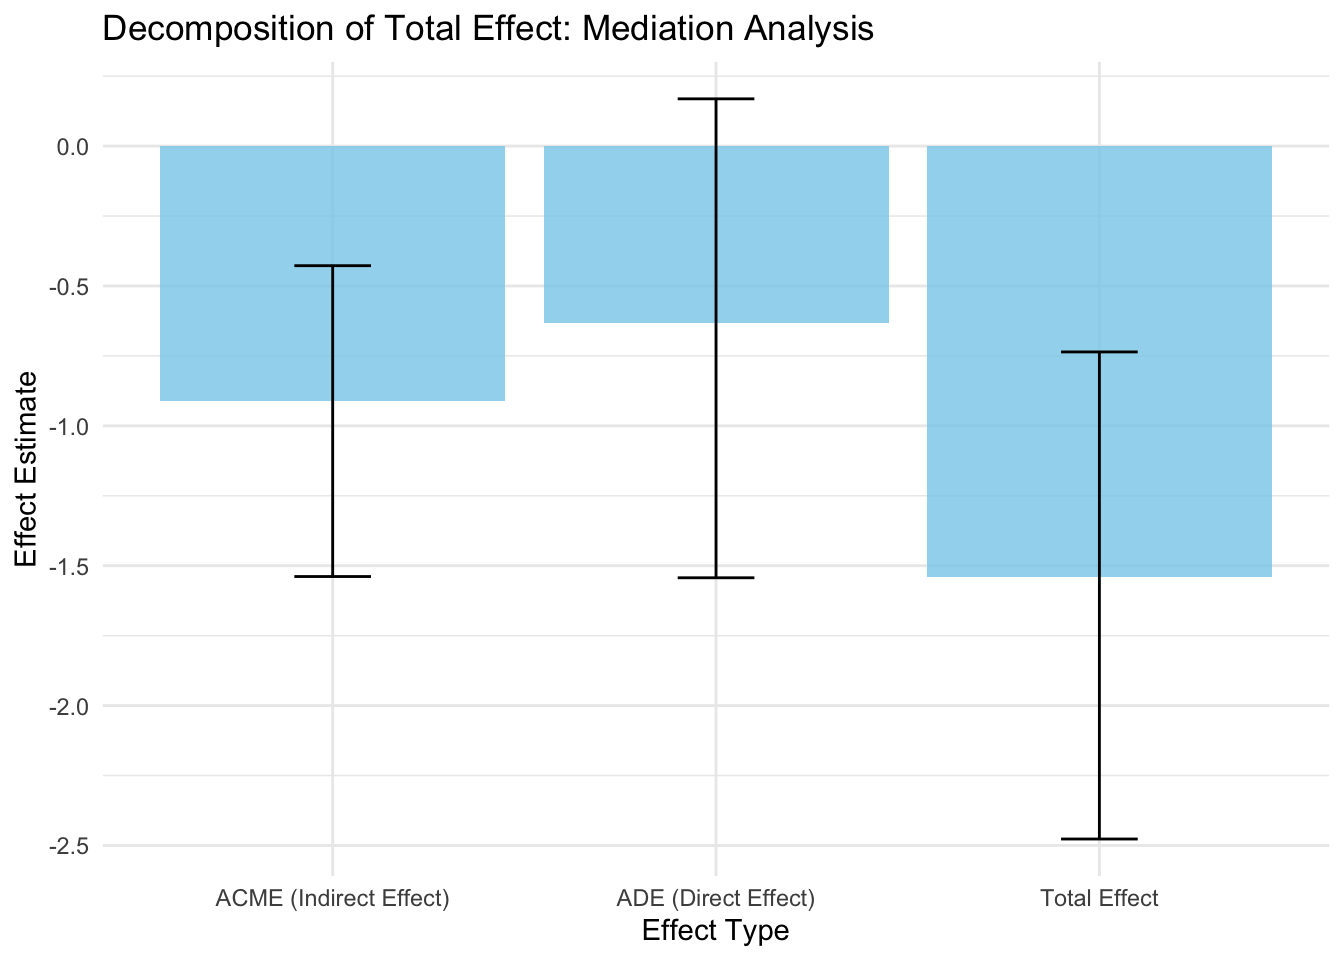 Decomposition of Total Effect: Mediation Analysis
0.0
-0.5
-1.0
-1.5
-2.0
-2.5
Effect Estimate
ACME (Indirect Effect)
ADE (Direct Effect)
Total Effect
Effect Type